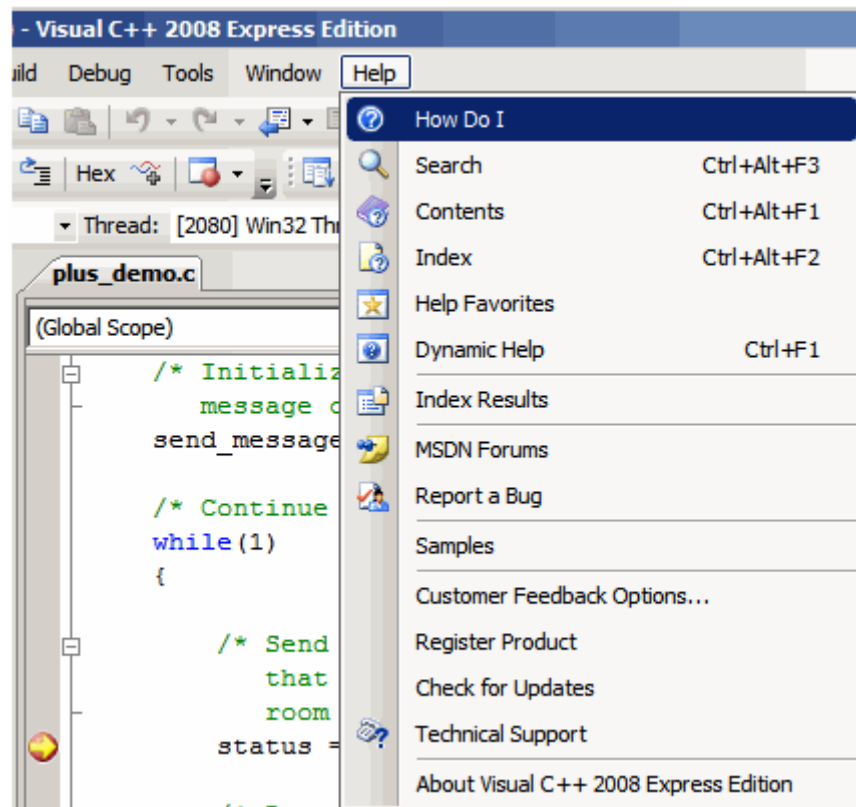 - Visual C++ 2008 Express Edition
uild Debug Tools Window Help
Hex
Thread: [2080] Win32 Thr
plus_demo.c
(Global Scope)
/* Initializ
message c
send_message
/* Continue
while(1)
{
/* Send
that
room
status =
How Do I
Search Ctrl+Alt+F3
Contents Ctrl+Alt+F1
Index Ctrl+Alt+F2
Help Favorites
Dynamic Help Ctrl+F1
Index Results
MSDN Forums
Report a Bug
Samples
Customer Feedback Options...
Register Product
Check for Updates
Technical Support
About Visual C++ 2008 Express Edition